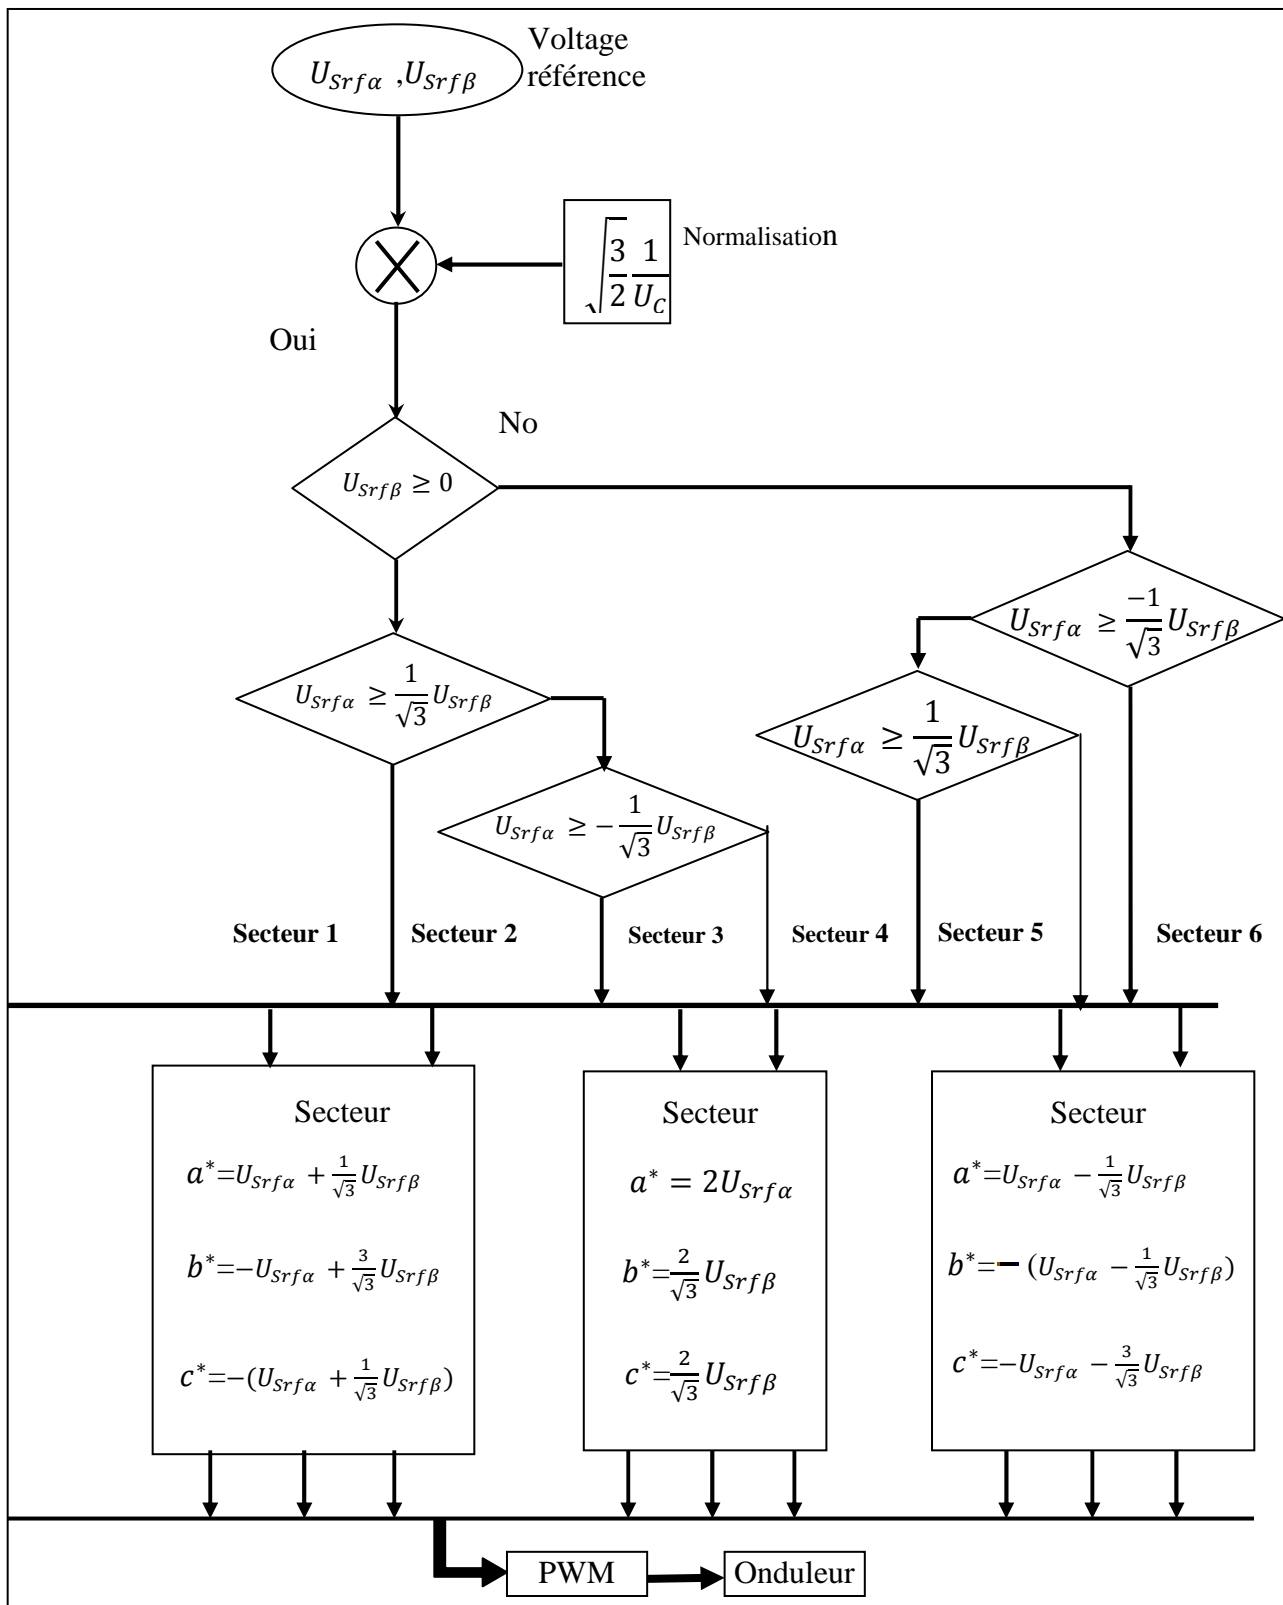 U_{Srfα} ,U_{Srfβ}
Voltage
référence
√(3/2) 1/U_C
Normalisation
Oui
No
U_{Srfβ} ≥ 0
U_{Srfα} ≥ -1/√3 U_{Srfβ}
U_{Srfα} ≥ 1/√3 U_{Srfβ}
U_{Srfα} ≥ 1/√3 U_{Srfβ}
U_{Srfα} ≥ − 1/√3 U_{Srfβ}
Secteur 1
Secteur 2
Secteur 3
Secteur 4
Secteur 5
Secteur 6
Secteur
a*=U_{Srfα} + 1/√3 U_{Srfβ}
b*=−U_{Srfα} + 3/√3 U_{Srfβ}
c*=−(U_{Srfα} + 1/√3 U_{Srfβ})
Secteur
a* = 2U_{Srfα}
b*=2/√3 U_{Srfβ}
c*=2/√3 U_{Srfβ}
Secteur
a*=U_{Srfα} − 1/√3 U_{Srfβ}
b*=− (U_{Srfα} − 1/√3 U_{Srfβ})
c*=−U_{Srfα} − 3/√3 U_{Srfβ}
PWM
Onduleur